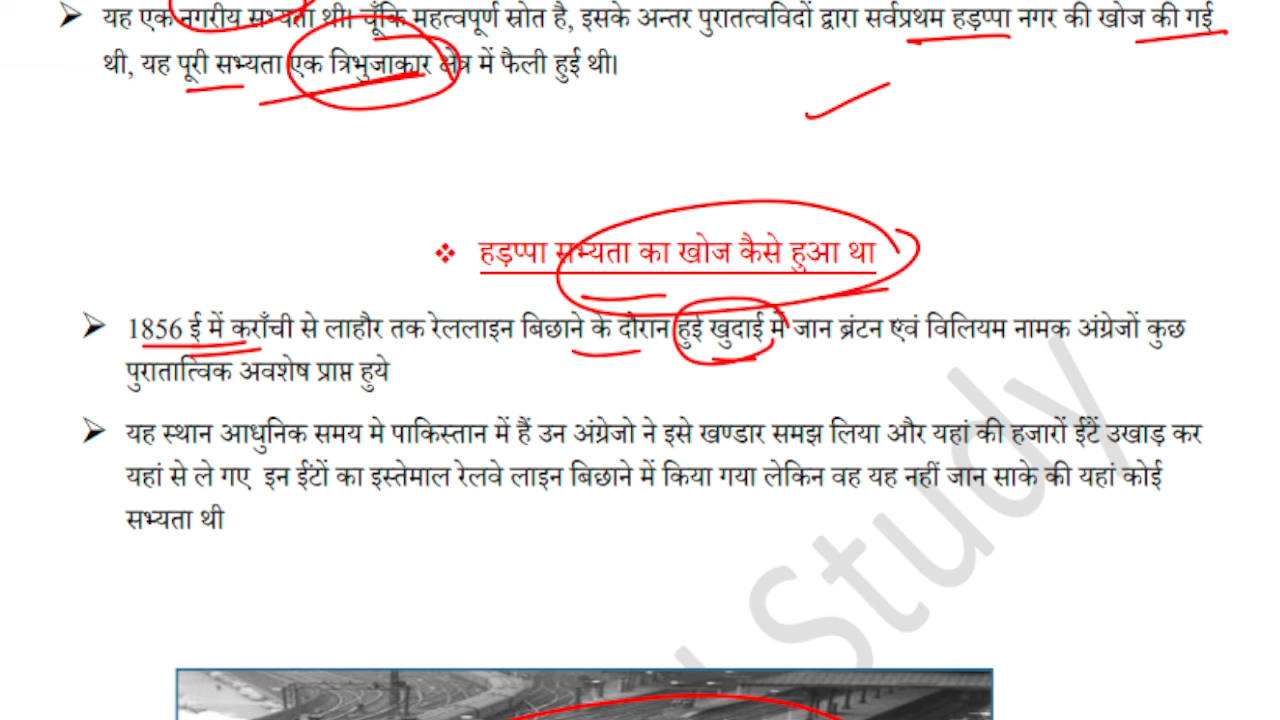 यह एक नगरीय सभ्यता थी। चूँकि महत्वपूर्ण स्रोत है, इसके अन्तर पुरातत्वविदों द्वारा सर्वप्रथम हड़प्पा नगर की खोज की गई
थी, यह पूरी सभ्यता एक त्रिभुजाकार क्षेत्र में फैली हुई थी।
हड़प्पा सभ्यता का खोज कैसे हुआ था
1856 ई में कराँची से लाहौर तक रेललाइन बिछाने के दौरान हुई खुदाई में जान ब्रंटन एवं विलियम नामक अंग्रेजों कुछ
पुरातात्विक अवशेष प्राप्त हुये
यह स्थान आधुनिक समय मे पाकिस्तान में हैं उन अंग्रेजो ने इसे खण्डार समझ लिया और यहां की हजारों ईंटें उखाड़ कर
यहां से ले गए इन ईंटों का इस्तेमाल रेलवे लाइन बिछाने में किया गया लेकिन वह यह नहीं जान साके की यहां कोई
सभ्यता थी
Study